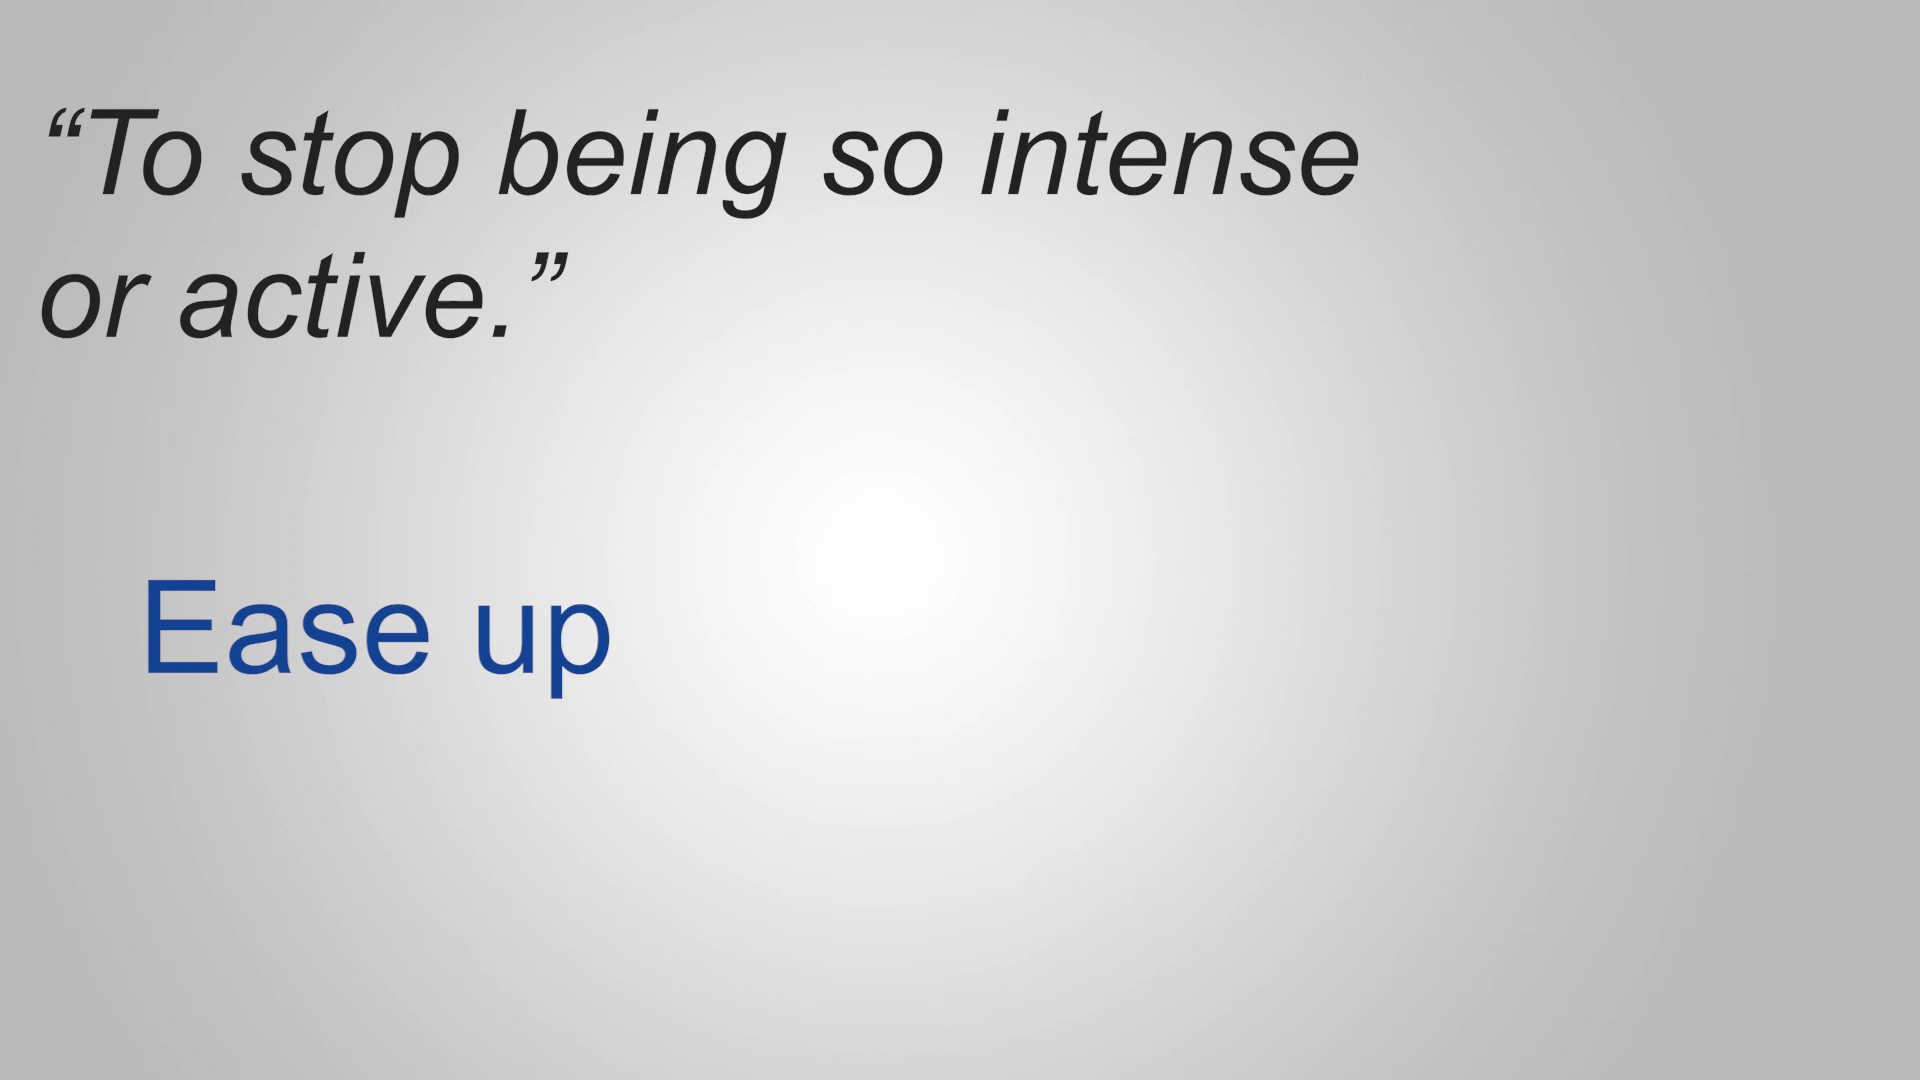 “To stop being so intense
or active.”
Ease up